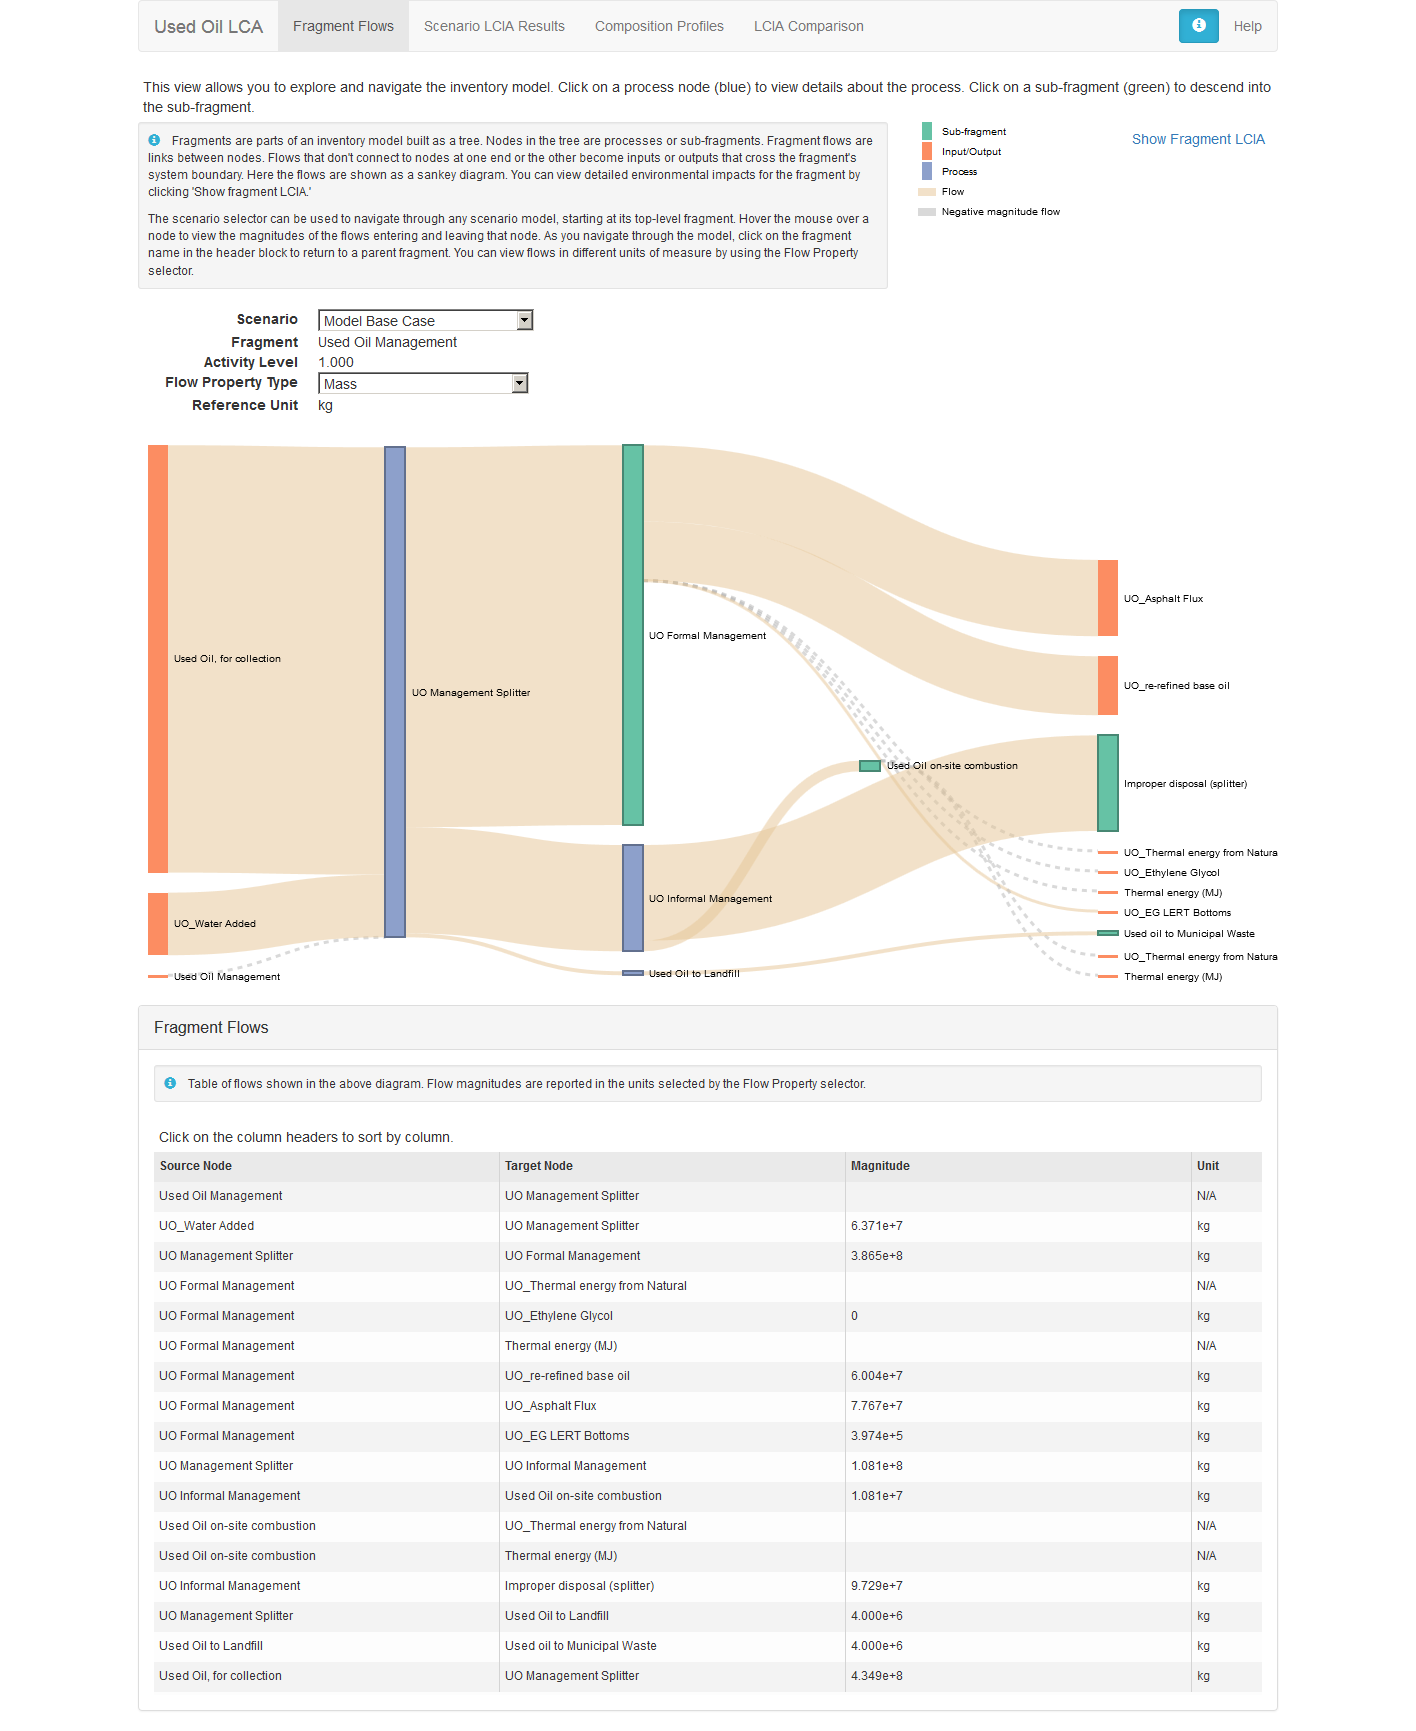 Used Oil LCA
Fragment Flows
Scenario LCIA Results
Composition Profiles
LCIA Comparison
Help
This view allows you to explore and navigate the inventory model. Click on a process node (blue) to view details about the process. Click on a sub-fragment (green) to descend into
the sub-fragment.
Fragments are parts of an inventory model built as a tree. Nodes in the tree are processes or sub-fragments. Fragment flows are
links between nodes. Flows that don't connect to nodes at one end or the other become inputs or outputs that cross the fragment's
system boundary. Here the flows are shown as a sankey diagram. You can view detailed environmental impacts for the fragment by
clicking 'Show fragment LCIA.'
The scenario selector can be used to navigate through any scenario model, starting at its top-level fragment. Hover the mouse over a
node to view the magnitudes of the flows entering and leaving that node. As you navigate through the model, click on the fragment
name in the header block to return to a parent fragment. You can view flows in different units of measure by using the Flow Property
selector.
Sub-fragment
Input/Output
Process
Flow
Negative magnitude flow
Show Fragment LCIA
Scenario Model Base Case
Fragment Used Oil Management
Activity Level 1.000
Flow Property Type Mass
Reference Unit kg
Used Oil, for collection
UO_Water Added
Used Oil Management
UO Management Splitter
UO Formal Management
UO Informal Management
Used Oil to Landfill
Used Oil on-site combustion
UO_Asphalt Flux
UO_re-refined base oil
Improper disposal (splitter)
UO_Thermal energy from Natura
UO_Ethylene Glycol
Thermal energy (MJ)
UO_EG LERT Bottoms
Used oil to Municipal Waste
UO_Thermal energy from Natura
Thermal energy (MJ)
Fragment Flows
Table of flows shown in the above diagram. Flow magnitudes are reported in the units selected by the Flow Property selector.
Click on the column headers to sort by column.
Source Node Target Node Magnitude Unit
Used Oil Management UO Management Splitter N/A
UO_Water Added UO Management Splitter 6.371e+7 kg
UO Management Splitter UO Formal Management 3.865e+8 kg
UO Formal Management UO_Thermal energy from Natural N/A
UO Formal Management UO_Ethylene Glycol 0 kg
UO Formal Management Thermal energy (MJ) N/A
UO Formal Management UO_re-refined base oil 6.004e+7 kg
UO Formal Management UO_Asphalt Flux 7.767e+7 kg
UO Formal Management UO_EG LERT Bottoms 3.974e+5 kg
UO Management Splitter UO Informal Management 1.081e+8 kg
UO Informal Management Used Oil on-site combustion 1.081e+7 kg
Used Oil on-site combustion UO_Thermal energy from Natural N/A
Used Oil on-site combustion Thermal energy (MJ) N/A
UO Informal Management Improper disposal (splitter) 9.729e+7 kg
UO Management Splitter Used Oil to Landfill 4.000e+6 kg
Used Oil to Landfill Used oil to Municipal Waste 4.000e+6 kg
Used Oil, for collection UO Management Splitter 4.349e+8 kg